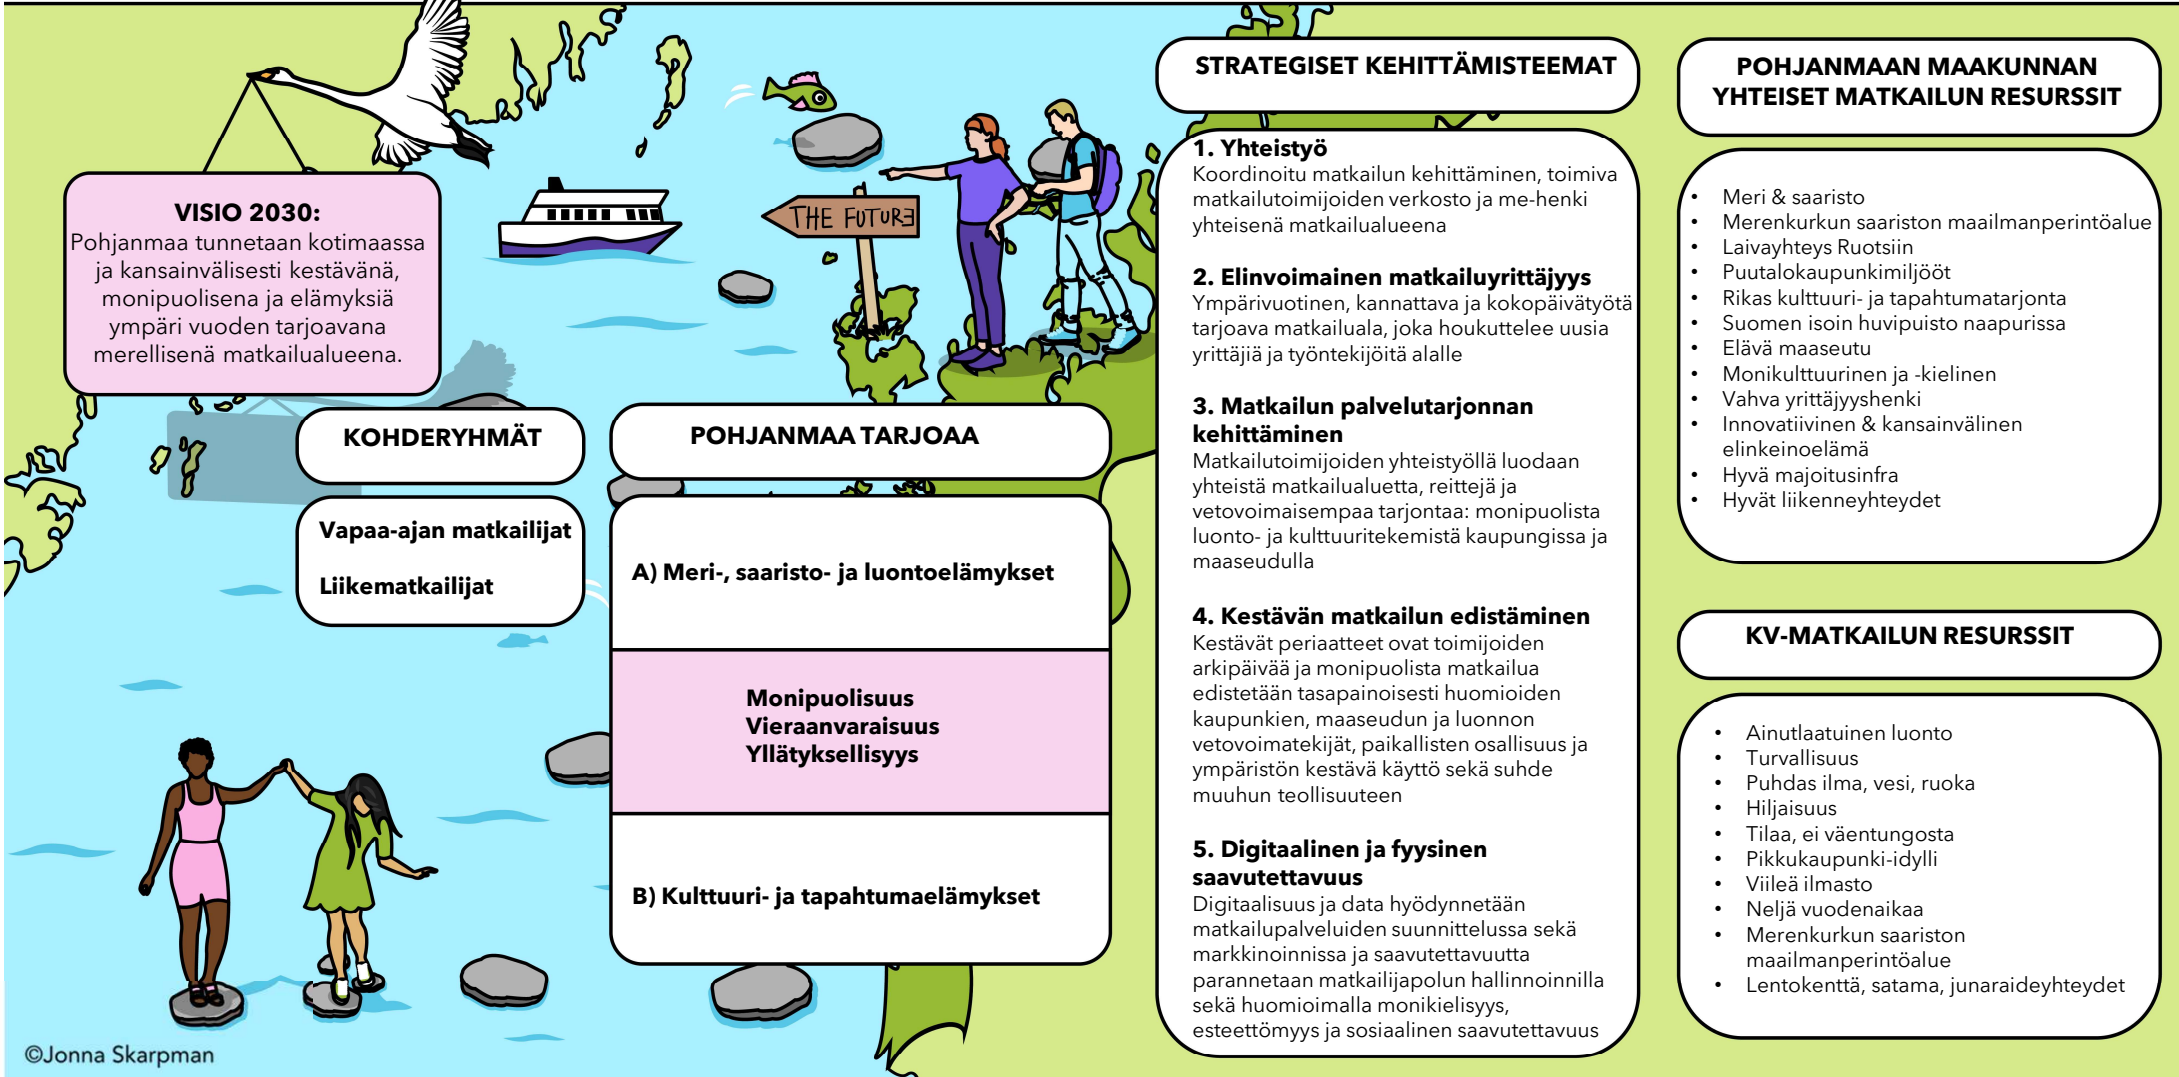 VISIO 2030:
Pohjanmaa tunnetaan kotimaassa
ja kansainvälisesti kestävänä,
monipuolisena ja elämyksiä
ympäri vuoden tarjoavana
merellisenä matkailualueena.
THE FUTURE
KOHDERYHMÄT
Vapaa-ajan matkailijat
Liikematkailijat
POHJANMAA TARJOAA
A) Meri-, saaristo- ja luontoelämykset
Monipuolisuus
Vieraanvaraisuus
Yllätyksellisyys
B) Kulttuuri- ja tapahtumaelämykset
STRATEGISET KEHITTÄMISTEEMAT
1. Yhteistyö
Koordinoitu matkailun kehittäminen, toimiva
matkailutoimijoiden verkosto ja me-henki
yhteisenä matkailualueena
2. Elinvoimainen matkailuyrittäjyys
Ympärivuotinen, kannattava ja kokopäivätyötä
tarjoava matkailuala, joka houkuttelee uusia
yrittäjiä ja työntekijöitä alalle
3. Matkailun palvelutarjonnan
kehittäminen
Matkailutoimijoiden yhteistyöllä luodaan
yhteistä matkailualuetta, reittejä ja
vetovoimaisempaa tarjontaa: monipuolista
luonto- ja kulttuuritekemistä kaupungissa ja
maaseudulla
4. Kestävän matkailun edistäminen
Kestävät periaatteet ovat toimijoiden
arkipäivää ja monipuolista matkailua
edistetään tasapainoisesti huomioiden
kaupunkien, maaseudun ja luonnon
vetovoimatekijät, paikallisten osallisuus ja
ympäristön kestävä käyttö sekä suhde
muuhun teollisuuteen
5. Digitaalinen ja fyysinen
saavutettavuus
Digitaalisuus ja data hyödynnetään
matkailupalveluiden suunnittelussa sekä
markkinoinnissa ja saavutettavuutta
parannetaan matkailijapolun hallinnoinnilla
sekä huomioimalla monikielisyys,
esteettömyys ja sosiaalinen saavutettavuus
POHJANMAAN MAAKUNNAN
YHTEISET MATKAILUN RESURSSIT
• Meri & saaristo
• Merenkurkun saariston maailmanperintöalue
• Laivayhteys Ruotsiin
• Puutalokaupunkimiljööt
• Rikas kulttuuri- ja tapahtumatarjonta
• Suomen isoin huvipuisto naapurissa
• Elävä maaseutu
• Monikulttuurinen ja -kielinen
• Vahva yrittäjyyshenki
• Innovatiivinen & kansainvälinen
elinkeinoelämä
• Hyvä majoitusinfra
• Hyvät liikenneyhteydet
KV-MATKAILUN RESURSSIT
• Ainutlaatuinen luonto
• Turvallisuus
• Puhdas ilma, vesi, ruoka
• Hiljaisuus
• Tilaa, ei väentungosta
• Pikkukaupunki-idylli
• Viileä ilmasto
• Neljä vuodenaikaa
• Merenkurkun saariston
maailmanperintöalue
• Lentokenttä, satama, junaraideyhteydet
©Jonna Skarpman